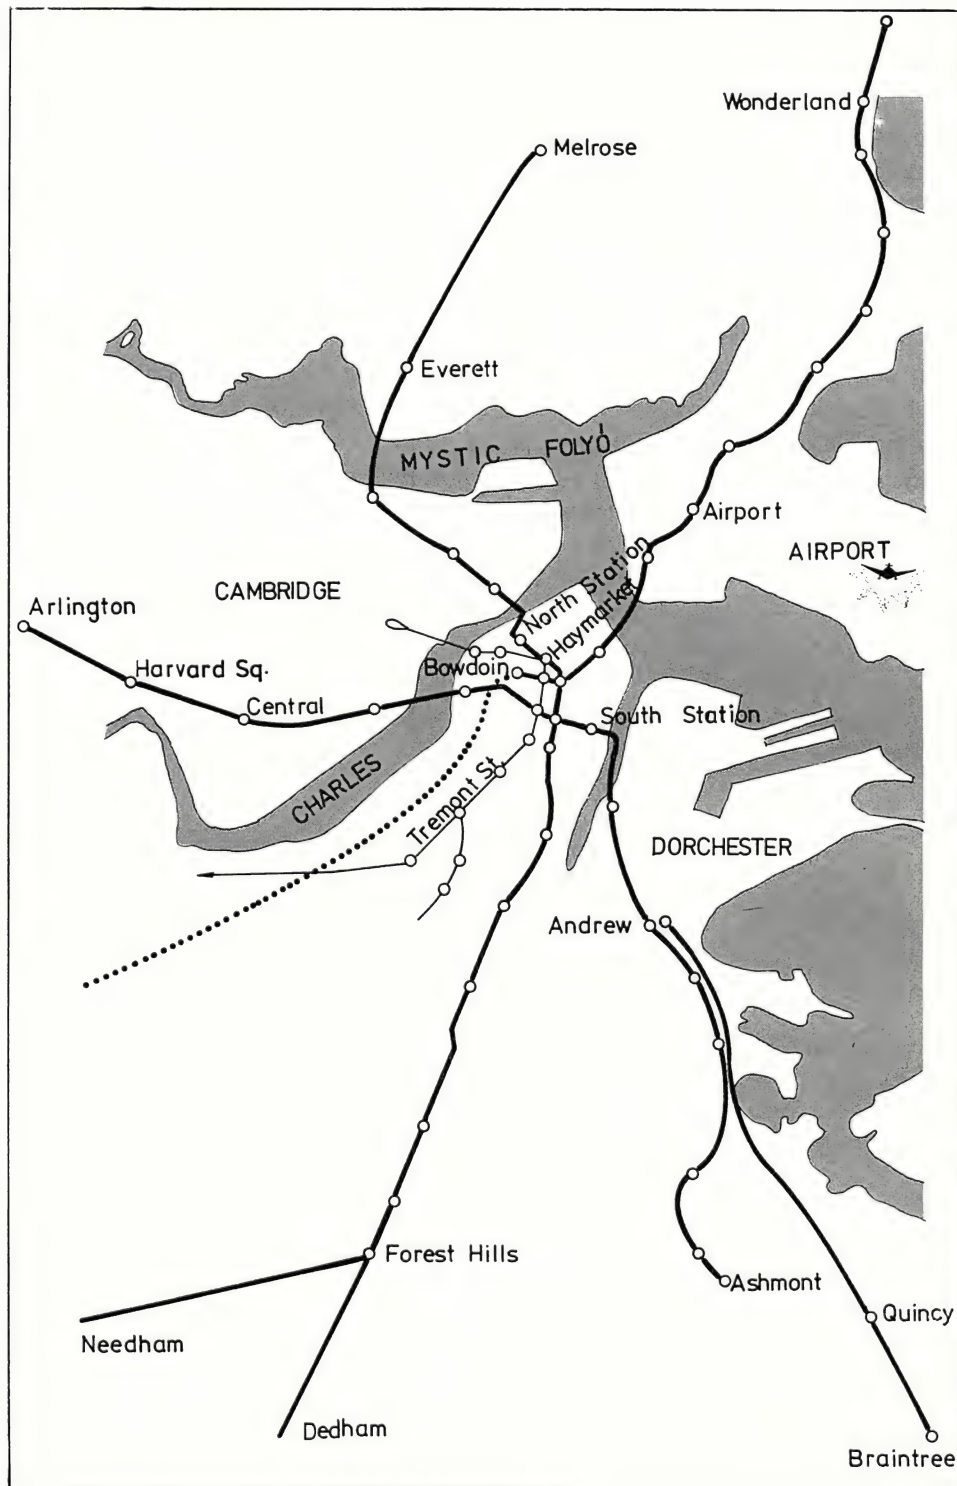 Wonderland
Melrose
Everett
MYSTIC FOLYÓ
Airport
AIRPORT
CAMBRIDGE
North Station
Haymarket
Arlington
Harvard Sq.
Bowdoin
Central
South Station
CHARLES
Tremont St.
DORCHESTER
Andrew
Forest Hills
Ashmont
Quincy
Needham
Dedham
Braintree